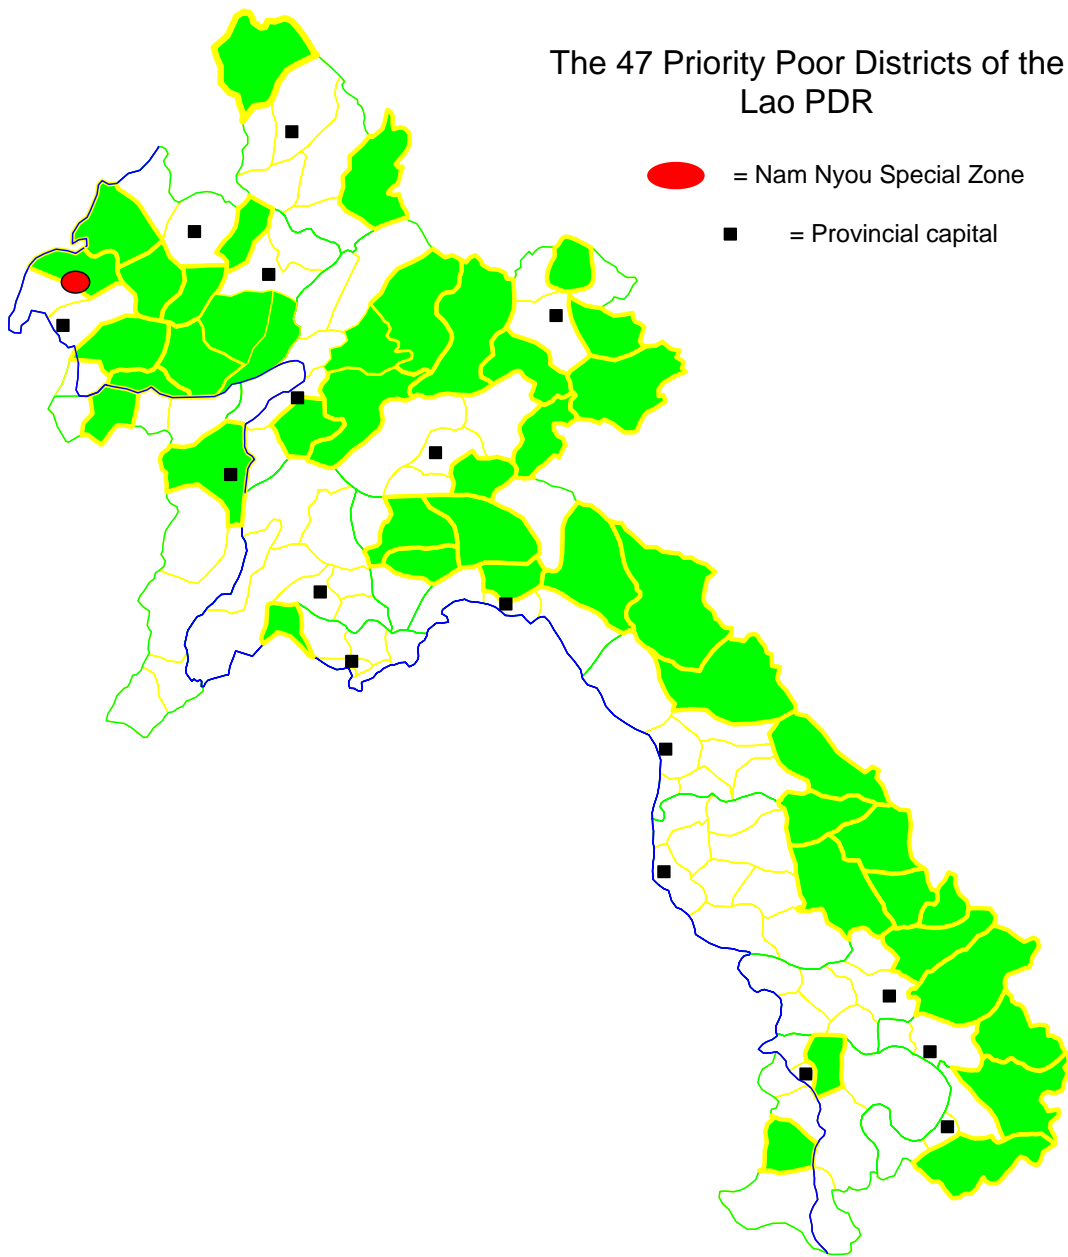 The 47 Priority Poor Districts of the
Lao PDR
= Nam Nyou Special Zone
= Provincial capital